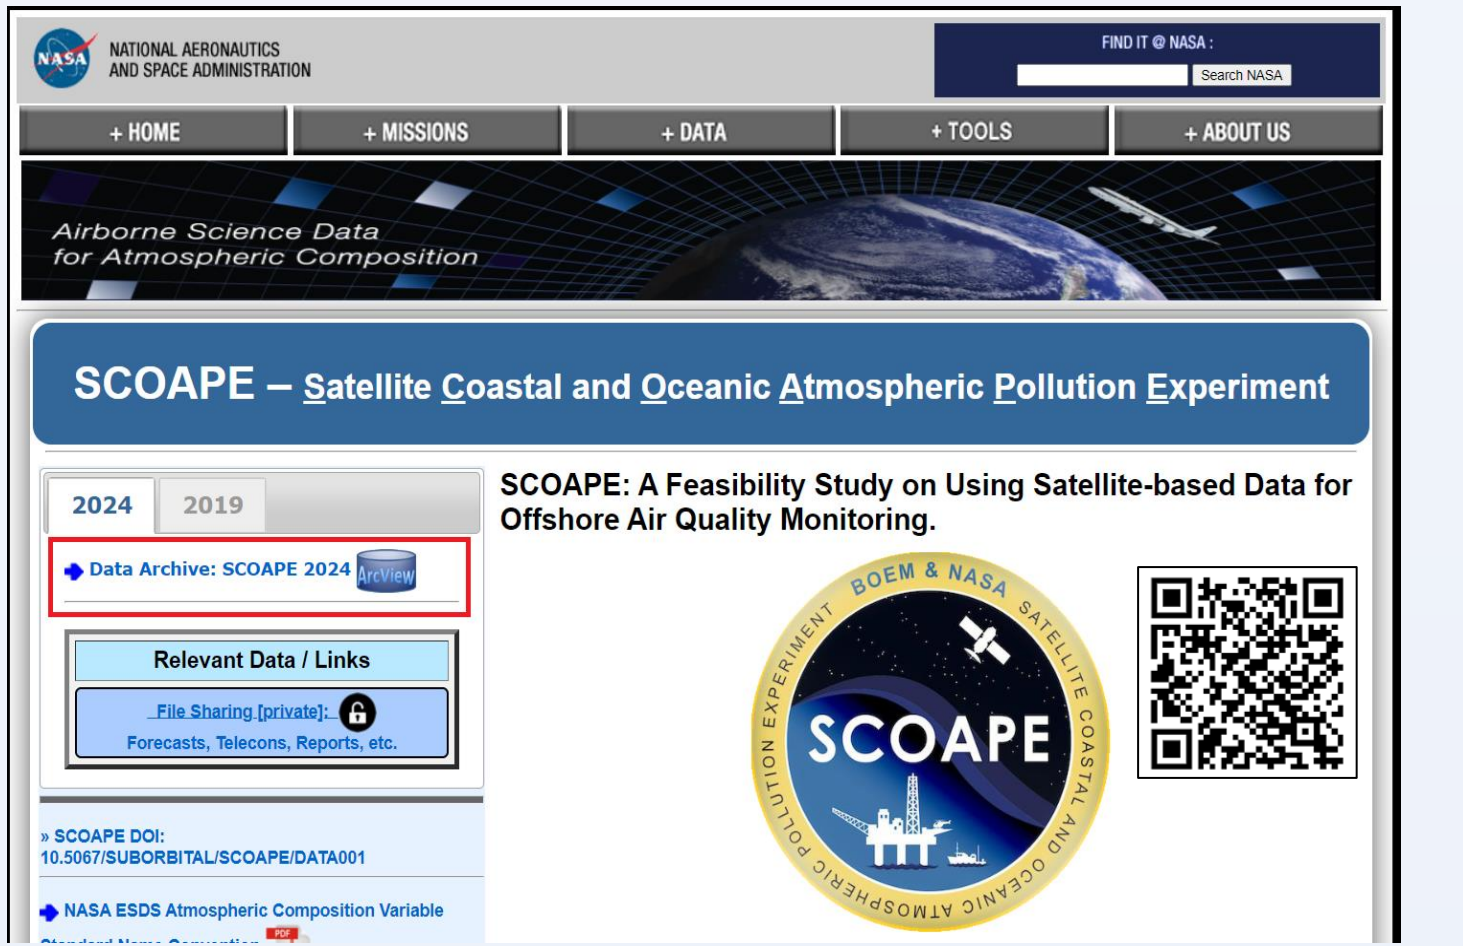 NASA
NATIONAL AERONAUTICS
AND SPACE ADMINISTRATION
FIND IT @ NASA :
Search NASA
+ HOME
+ MISSIONS
+ DATA
+ TOOLS
+ ABOUT US
Airborne Science Data
for Atmospheric Composition
SCOAPE – Satellite Coastal and Oceanic Atmospheric Pollution Experiment
2024
2019
Data Archive: SCOAPE 2024
ArcView
Relevant Data / Links
File Sharing [private]:
Forecasts, Telecons, Reports, etc.
» SCOAPE DOI:
10.5067/SUBORBITAL/SCOAPE/DATA001
NASA ESDS Atmospheric Composition Variable
Standard Name Convention
PDF
SCOAPE: A Feasibility Study on Using Satellite-based Data for
Offshore Air Quality Monitoring.
BOEM & NASA
SATELLITE COASTAL AND OCEANIC ATMOSPHERIC POLLUTION EXPERIMENT
SCOAPE